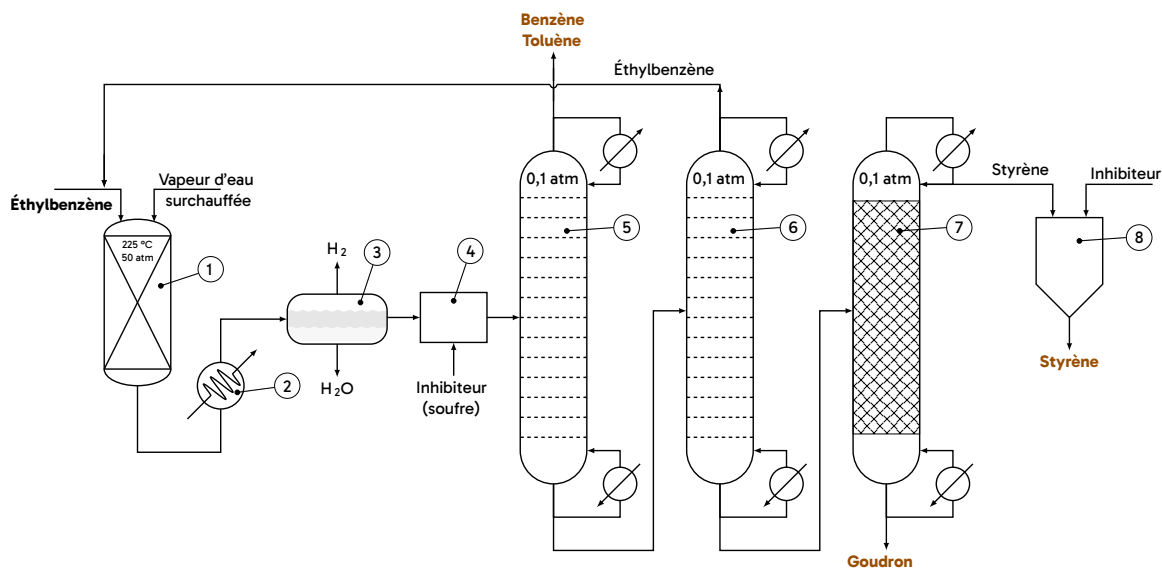 Benzène
Toluène
Éthylbenzène
Vapeur d'eau
surchauffée
Éthylbenzène
225 °C
50 atm
1
2
H2
3
H2O
4
Inhibiteur
(soufre)
0,1 atm
5
0,1 atm
6
0,1 atm
7
Goudron
Styrène
Inhibiteur
8
Styrène